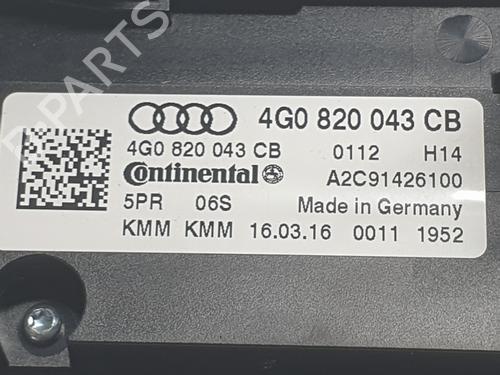 B-PARTS
4G0 820 043 CB
4G0 820 043 CB 0112 H14
Continental A2C91426100
5PR 06S Made in Germany
KMM KMM 16.03.16 0011 1952